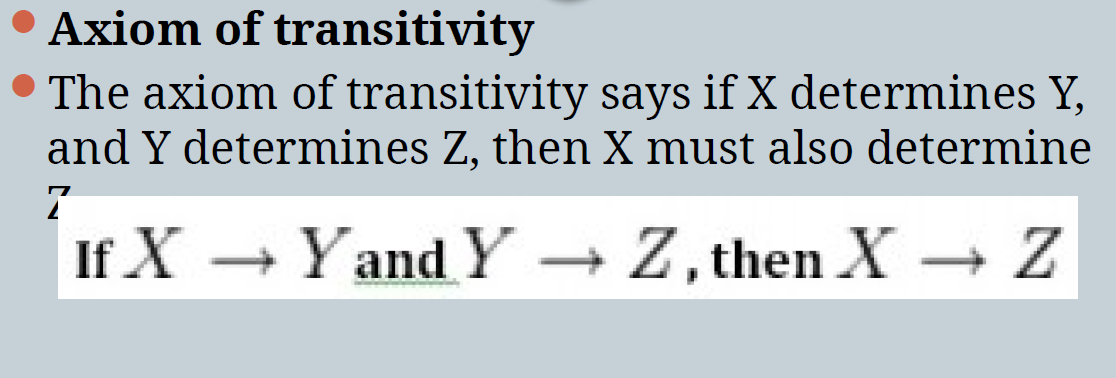 • Axiom of transitivity
• The axiom of transitivity says if X determines Y,
and Y determines Z, then X must also determine
Z
If X → Y and Y → Z, then X → Z